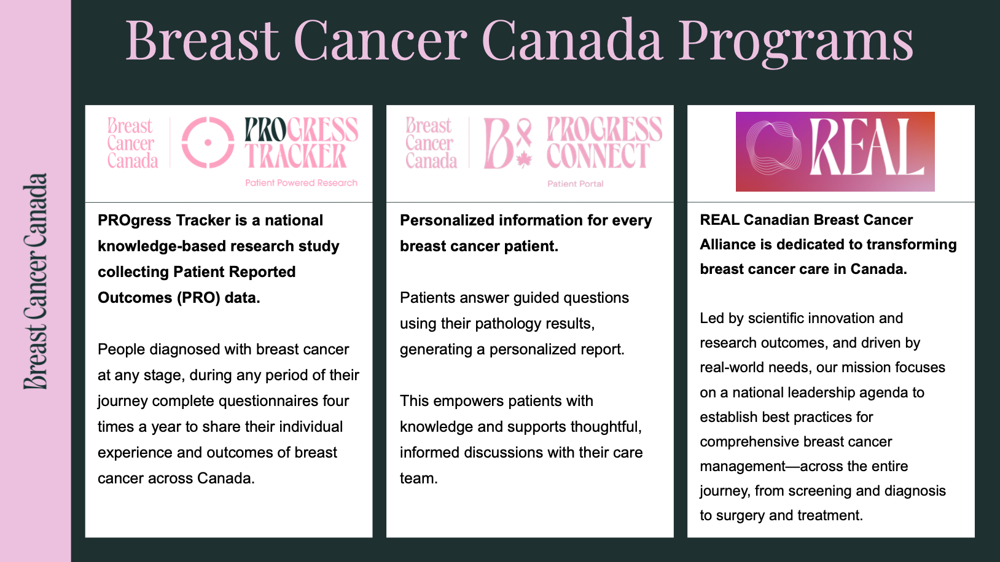 Breast Cancer Canada Programs
Breast Cancer Canada
Breast
Cancer
Canada
PROGRESS
TRACKER
Patient Powered Research
PROgress Tracker is a national
knowledge-based research study
collecting Patient Reported
Outcomes (PRO) data.
People diagnosed with breast cancer
at any stage, during any period of their
journey complete questionnaires four
times a year to share their individual
experience and outcomes of breast
cancer across Canada.
Breast
Cancer
Canada
B
PROGRESS
CONNECT
Patient Portal
Personalized information for every
breast cancer patient.
Patients answer guided questions
using their pathology results,
generating a personalized report.
This empowers patients with
knowledge and supports thoughtful,
informed discussions with their care
team.
REAL
REAL Canadian Breast Cancer
Alliance is dedicated to transforming
breast cancer care in Canada.
Led by scientific innovation and
research outcomes, and driven by
real-world needs, our mission focuses
on a national leadership agenda to
establish best practices for
comprehensive breast cancer
management—across the entire
journey, from screening and diagnosis
to surgery and treatment.